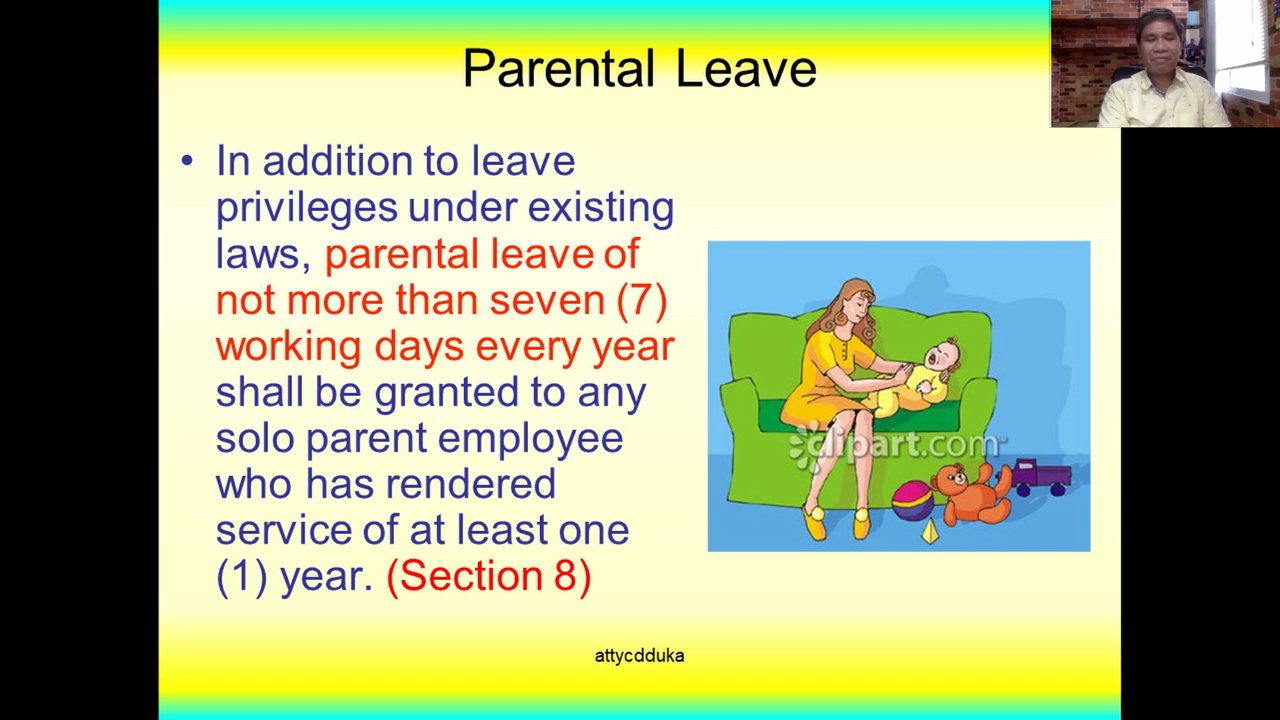 Parental Leave
• In addition to leave
privileges under existing
laws, parental leave of
not more than seven (7)
working days every year
shall be granted to any
solo parent employee
who has rendered
service of at least one
(1) year. (Section 8)
clipart.com
attycdduka